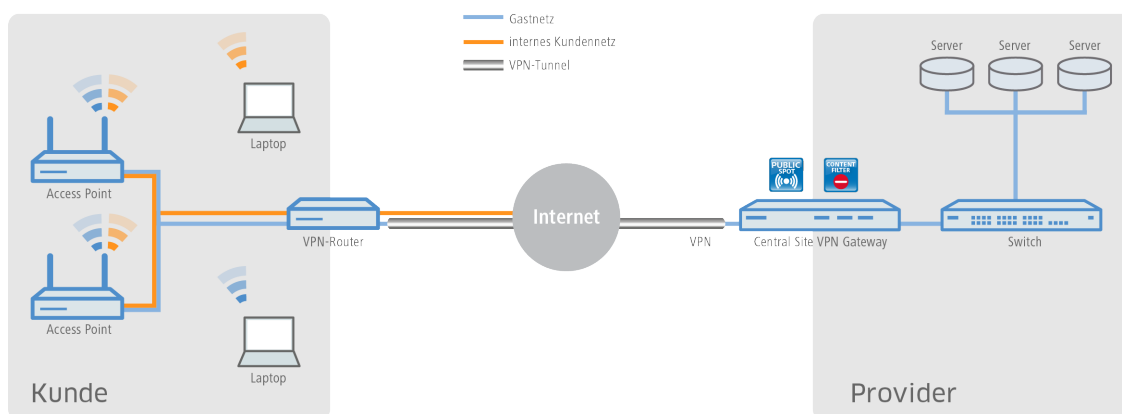 Gastnetz
internes Kundennetz
VPN-Tunnel
Server
Server
Server
Laptop
Access Point
PUBLIC
SPOT
CONTENT
FILTER
Internet
VPN-Router
VPN
Central Site VPN Gateway
Switch
Access Point
Laptop
Kunde
Provider